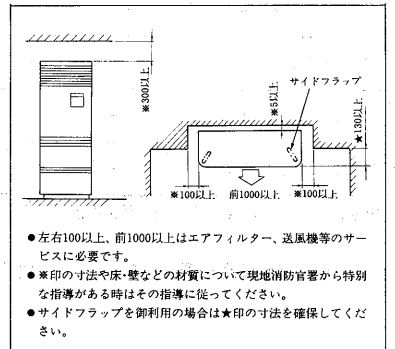 ※300以上
サイドフラップ
※5以上
★130以上
※100以上
前1000以上
※100以上
●左右100以上、前1000以上はエアフィルター、送風機等のサー
ビスに必要です。
●※印の寸法や床・壁などの材質について現地消防官署から特別
な指導がある時はその指導に従ってください。
●サイドフラップを御利用の場合は★印の寸法を確保してくだ
さい。